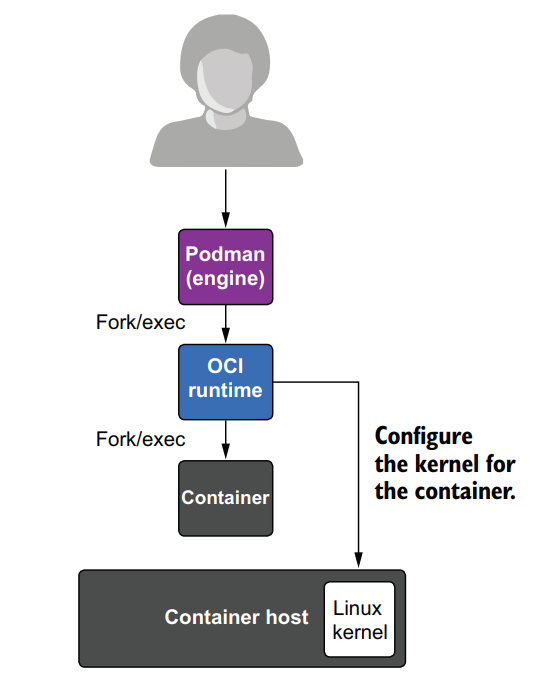 Podman
(engine)
Fork/exec
OCI
runtime
Fork/exec
Configure
the kernel for
the container.
Container
Container host
Linux
kernel